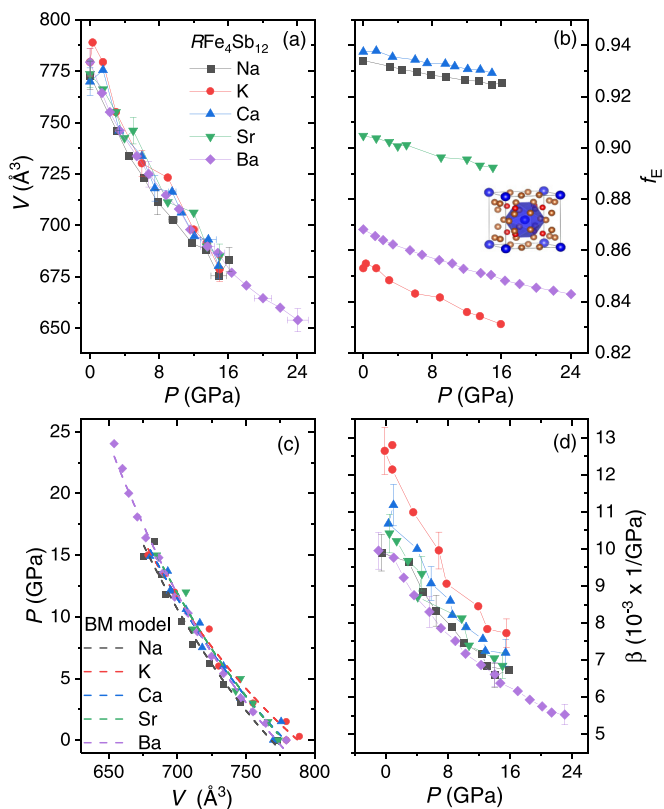 RFe₄Sb₁₂
(a)
Na
K
Ca
Sr
Ba
800
775
750
725
700
675
650
V (Å³)
0 8 16 24
P (GPa)
(b)
0.94
0.92
0.90
0.88
0.86
0.84
0.82
f_E
0 8 16 24
P (GPa)
(c)
25
20
15
10
5
0
P (GPa)
BM model
Na
K
Ca
Sr
Ba
650 700 750 800
V (Å³)
(d)
13
12
11
10
9
8
7
6
5
β (10⁻³ x 1/GPa)
0 8 16 24
P (GPa)